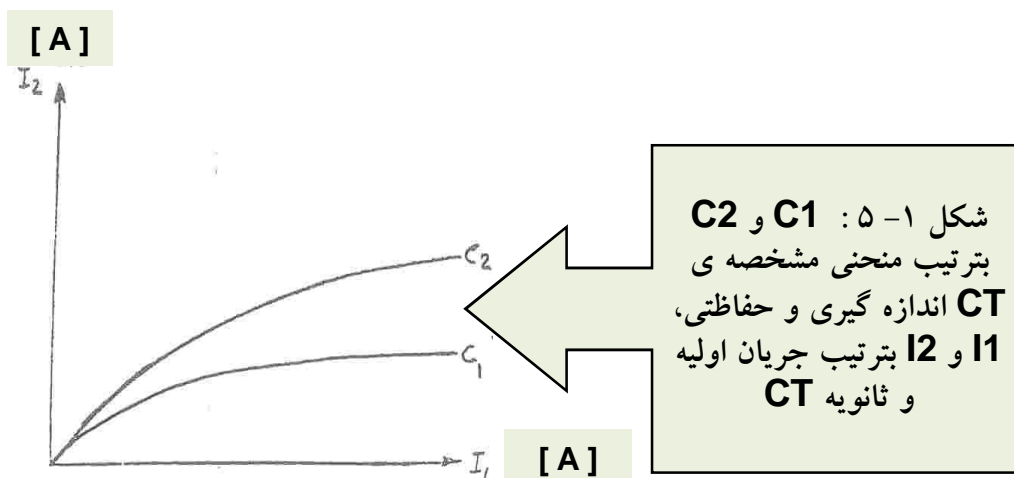 [ A ]
I₂
C₂
C₁
I₁
[ A ]
شکل ۱- ۵ : C1 و C2
بترتیب منحنی مشخصه ی
CT اندازه گیری و حفاظتی،
I1 و I2 بترتیب جریان اولیه
و ثانویه CT